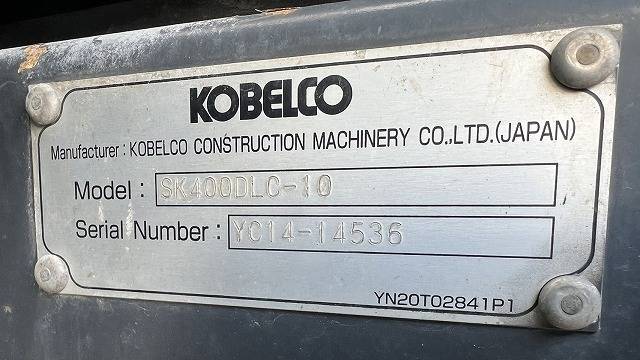 KOBELCO
Manufacturer : KOBELCO CONSTRUCTION MACHINERY CO.,LTD.(JAPAN)
Model : SK400DLC-10
Serial Number : YC14-14536
YN20T02841P1